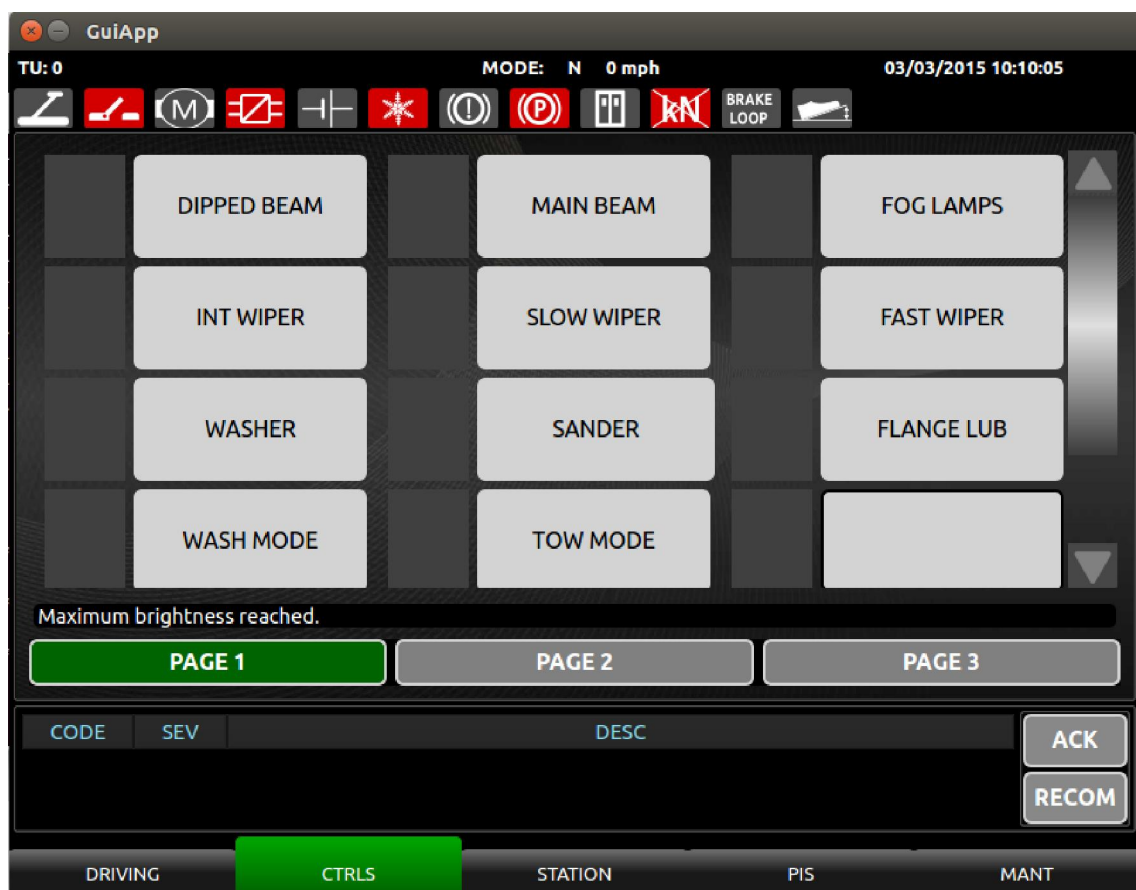 GuiApp
TU: 0 MODE: N 0 mph 03/03/2015 10:10:05
M P kN BRAKE
LOOP
DIPPED BEAM MAIN BEAM FOG LAMPS
INT WIPER SLOW WIPER FAST WIPER
WASHER SANDER FLANGE LUB
WASH MODE TOW MODE
Maximum brightness reached.
PAGE 1 PAGE 2 PAGE 3
CODE SEV DESC ACK
RECOM
DRIVING CTRLS STATION PIS MANT